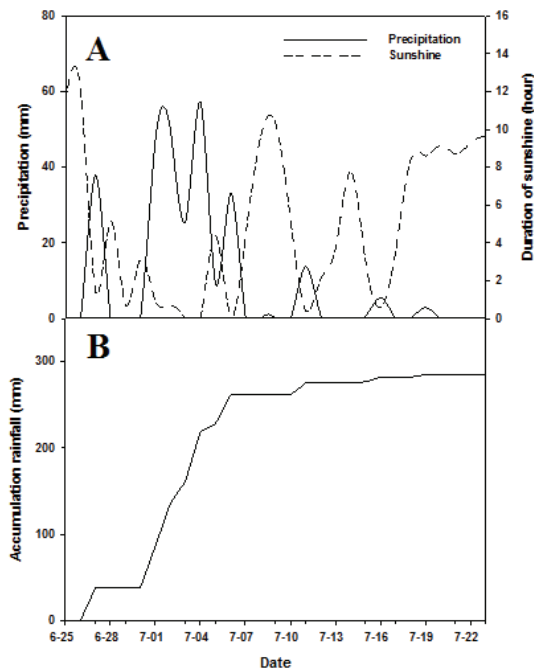 A
Precipitation
Sunshine
80
60
40
20
0
Precipitation (mm)
16
14
12
10
8
6
4
2
0
Duration of sunshine (hour)
B
300
200
100
0
Accumulation rainfall (mm)
6-25 6-28 7-01 7-04 7-07 7-10 7-13 7-16 7-19 7-22
Date